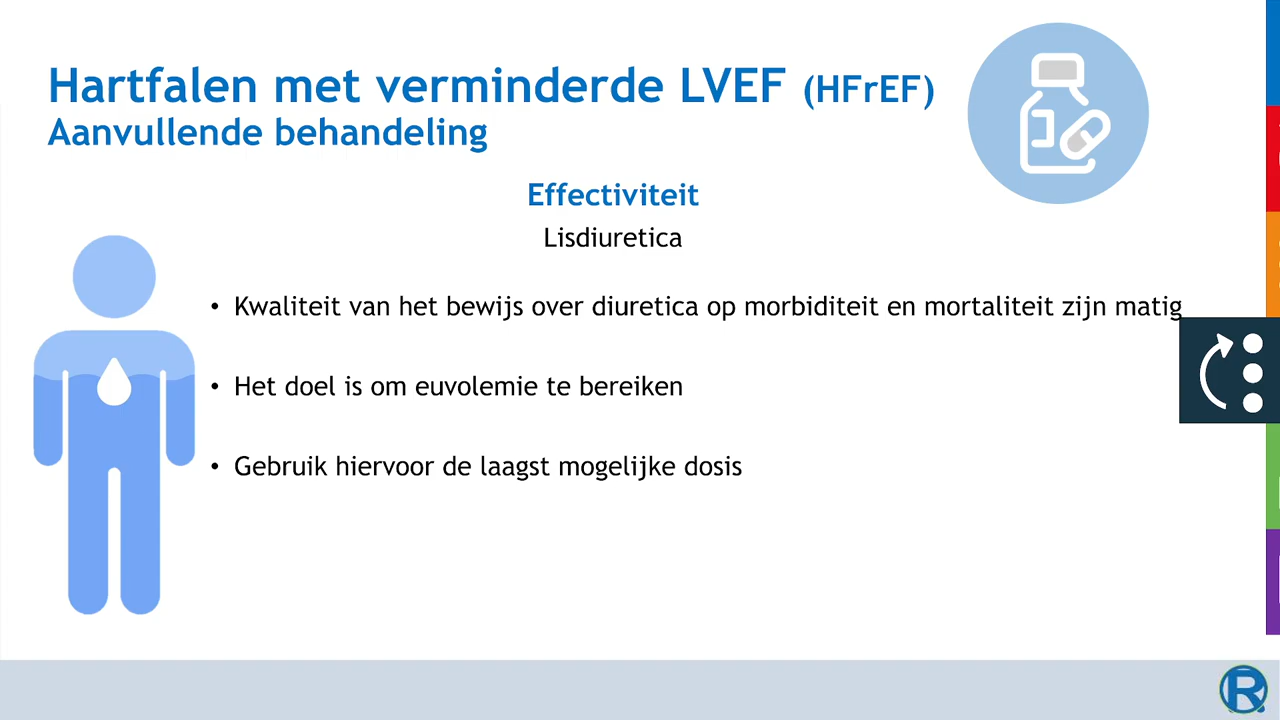 Hartfalen met verminderde LVEF (HFrEF)
Aanvullende behandeling
Effectiviteit
Lisdiuretica
• Kwaliteit van het bewijs over diuretica op morbiditeit en mortaliteit zijn matig
• Het doel is om euvolemie te bereiken
• Gebruik hiervoor de laagst mogelijke dosis
R